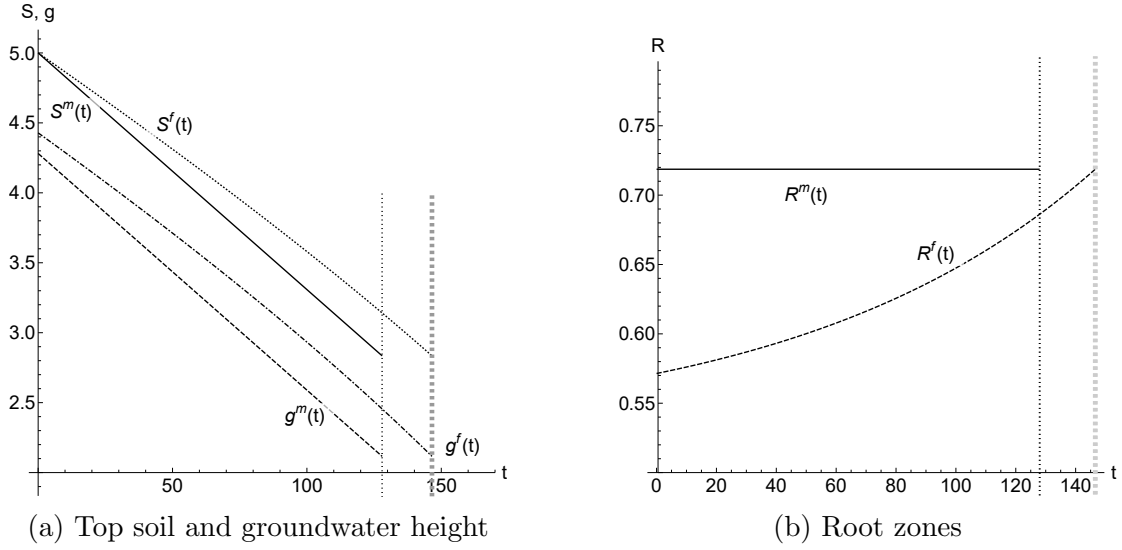 S, g
5.0
4.5
4.0
3.5
3.0
2.5
S^m(t)
S^f(t)
g^m(t)
g^f(t)
50
100
150
t
(a) Top soil and groundwater height
R
0.75
0.70
0.65
0.60
0.55
R^m(t)
R^f(t)
0
20
40
60
80
100
120
140
t
(b) Root zones